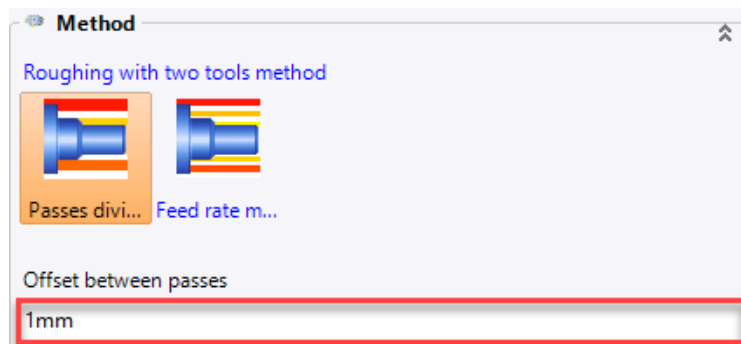 Method
Roughing with two tools method
Passes divi... Feed rate m...
Offset between passes
1mm